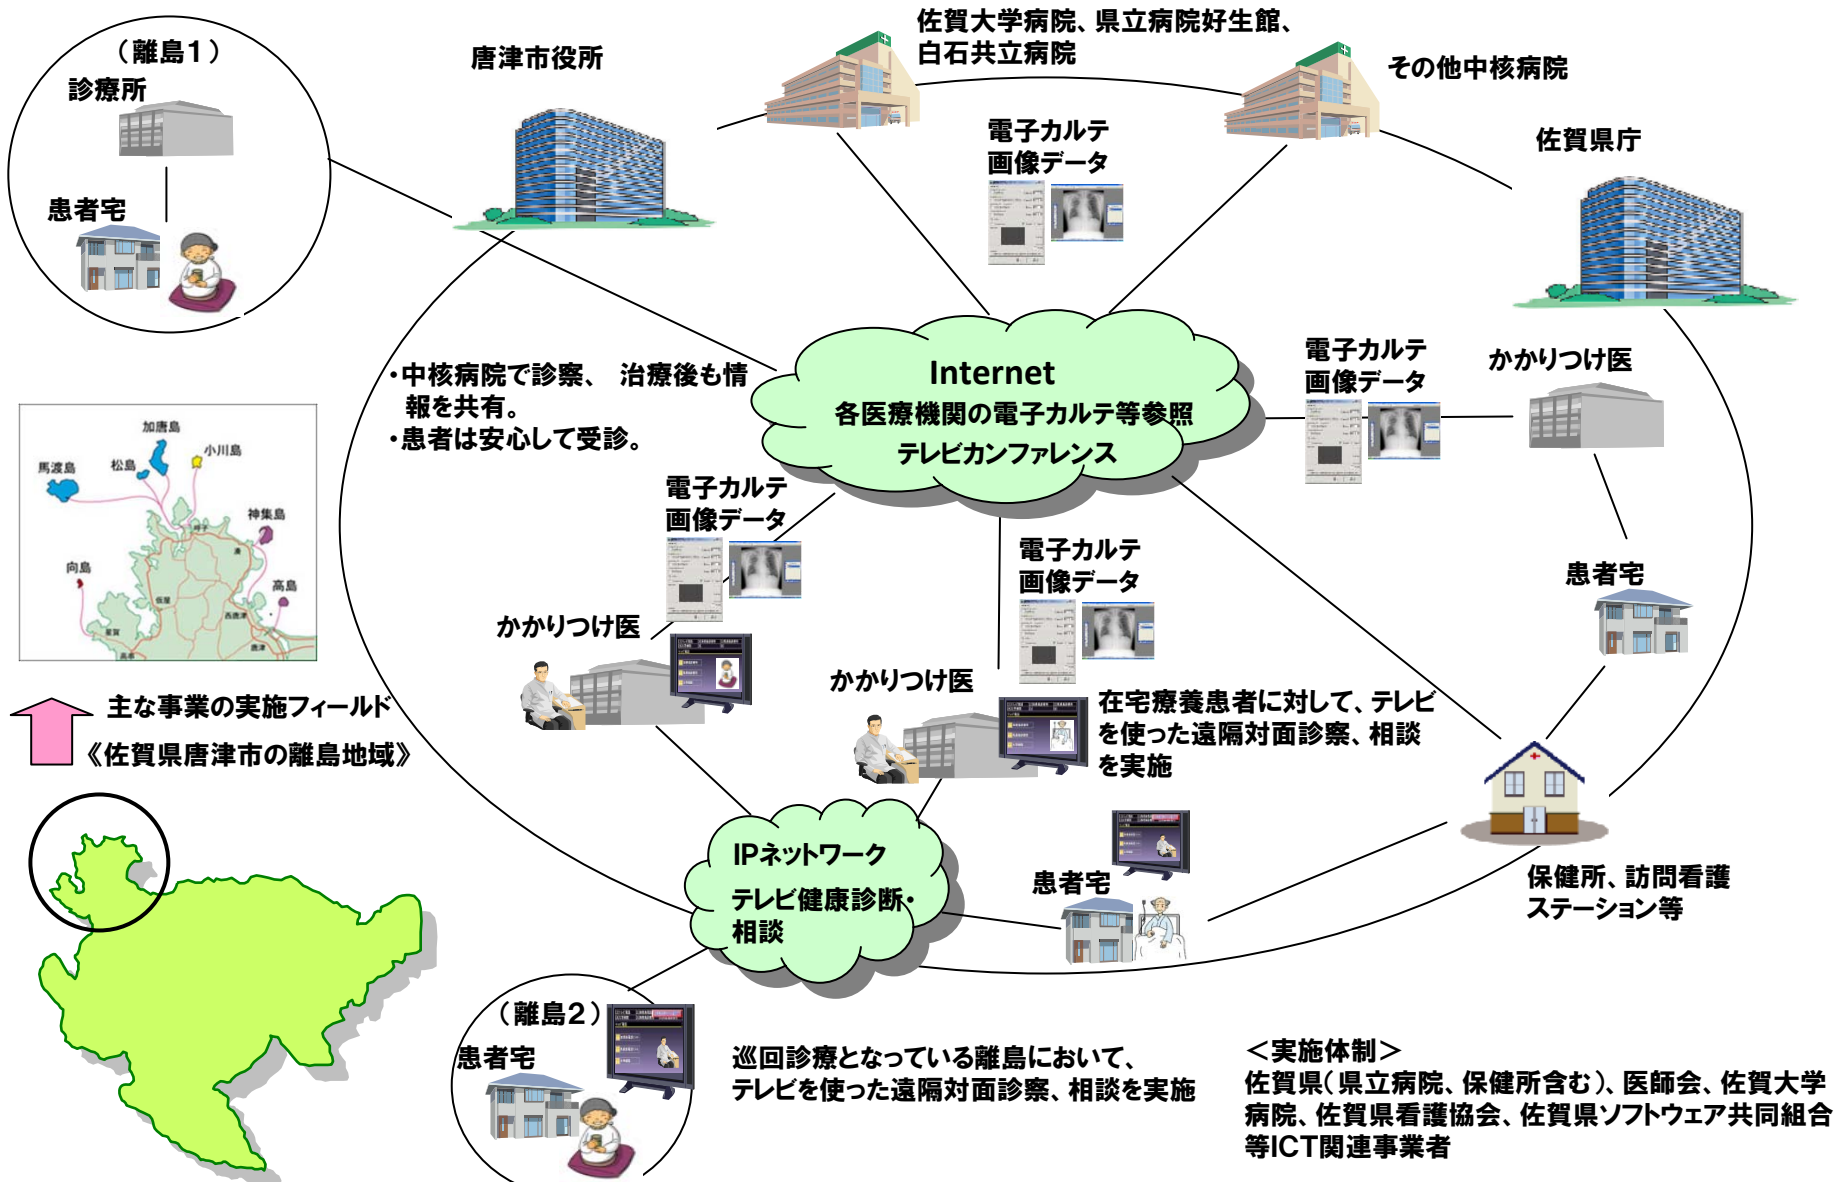 （離島１）
診療所
患者宅
唐津市役所
佐賀大学病院、県立病院好生館、
白石共立病院
その他中核病院
佐賀県庁
電子カルテ
画像データ
・中核病院で診察、　治療後も情
報を共有。
・患者は安心して受診。
Internet
各医療機関の電子カルテ等参照
テレビカンファレンス
電子カルテ
画像データ
かかりつけ医
加唐島
小川島
松島
馬渡島
神集島
向島
高島
呼子
湊
仮屋
西唐津
唐津
星賀
高串
電子カルテ
画像データ
電子カルテ
画像データ
患者宅
かかりつけ医
かかりつけ医
在宅療養患者に対して、テレビ
を使った遠隔対面診察、相談
を実施
主な事業の実施フィールド
《佐賀県唐津市の離島地域》
IPネットワーク
テレビ健康診断・
相談
患者宅
保健所、訪問看護
ステーション等
（離島２）
患者宅
巡回診療となっている離島において、
テレビを使った遠隔対面診察、相談を実施
＜実施体制＞
佐賀県（県立病院、保健所含む）、医師会、佐賀大学
病院、佐賀県看護協会、佐賀県ソフトウェア共同組合
等ICT関連事業者